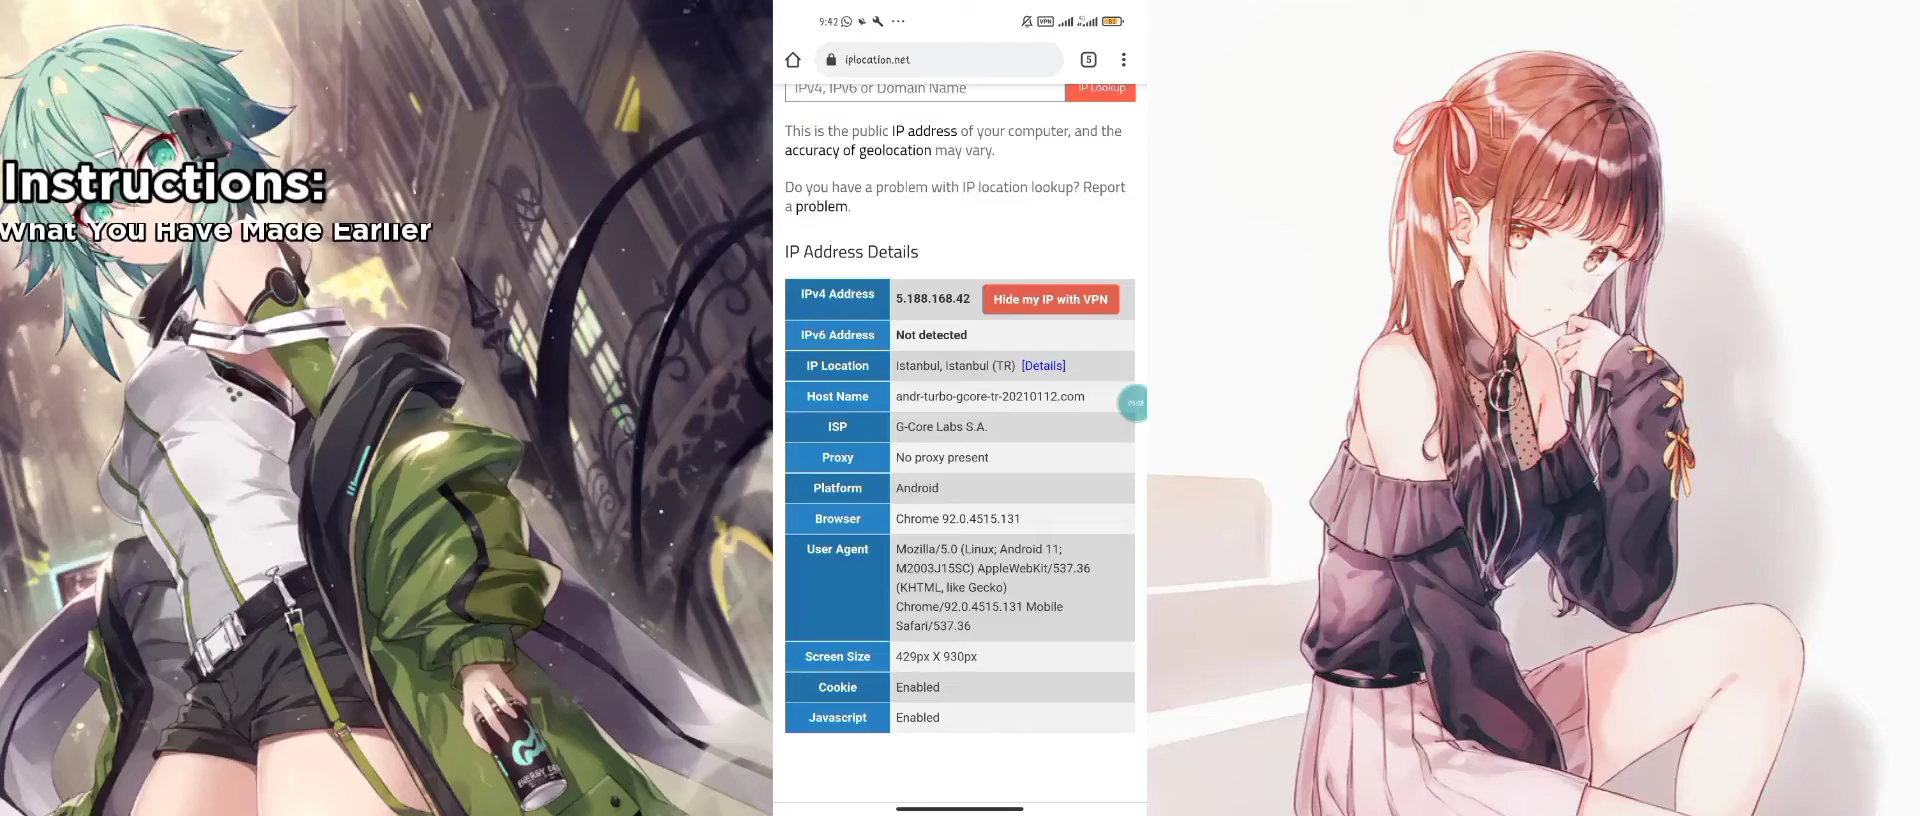 Instructions:
What You Have Made Earlier
9:42
VPN
4G
81
iplocation.net
5
IPv4, IPv6 or Domain Name
IP Lookup
This is the public IP address of your computer, and the
accuracy of geolocation may vary.
Do you have a problem with IP location lookup? Report
a problem.
IP Address Details
IPv4 Address 5.188.168.42 Hide my IP with VPN
IPv6 Address Not detected
IP Location Istanbul, Istanbul (TR) [Details]
Host Name andr-turbo-gcore-tr-20210112.com
ISP G-Core Labs S.A.
Proxy No proxy present
Platform Android
Browser Chrome 92.0.4515.131
User Agent Mozilla/5.0 (Linux; Android 11;
M2003J15SC) AppleWebKit/537.36
(KHTML, like Gecko)
Chrome/92.0.4515.131 Mobile
Safari/537.36
Screen Size 429px X 930px
Cookie Enabled
Javascript Enabled
ENERGY